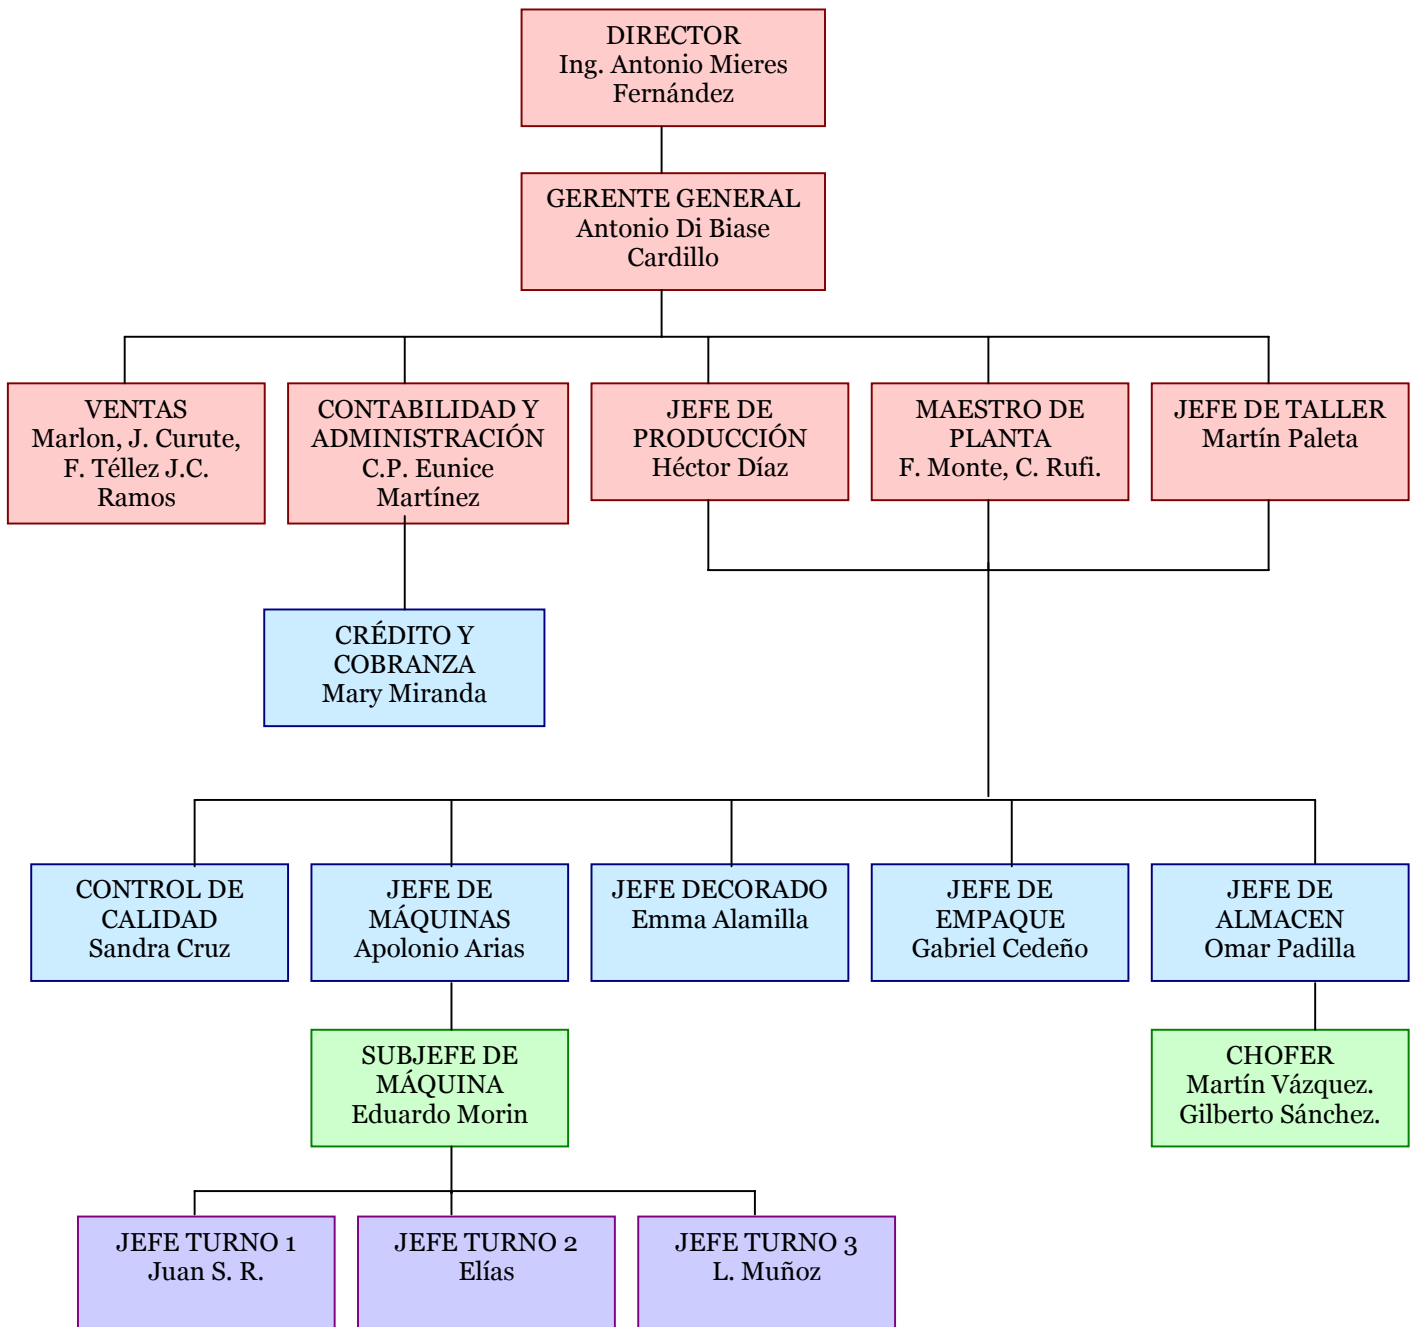 DIRECTOR
Ing. Antonio Mieres
Fernández
GERENTE GENERAL
Antonio Di Biase
Cardillo
VENTAS
Marlon, J. Curute,
F. Téllez J.C.
Ramos
CONTABILIDAD Y
ADMINISTRACIÓN
C.P. Eunice
Martínez
JEFE DE
PRODUCCIÓN
Héctor Díaz
MAESTRO DE
PLANTA
F. Monte, C. Rufi.
JEFE DE TALLER
Martín Paleta
CRÉDITO Y
COBRANZA
Mary Miranda
CONTROL DE
CALIDAD
Sandra Cruz
JEFE DE
MÁQUINAS
Apolonio Arias
JEFE DECORADO
Emma Alamilla
JEFE DE
EMPAQUE
Gabriel Cedeño
JEFE DE
ALMACEN
Omar Padilla
SUBJEFE DE
MÁQUINA
Eduardo Morin
CHOFER
Martín Vázquez.
Gilberto Sánchez.
JEFE TURNO 1
Juan S. R.
JEFE TURNO 2
Elías
JEFE TURNO 3
L. Muñoz